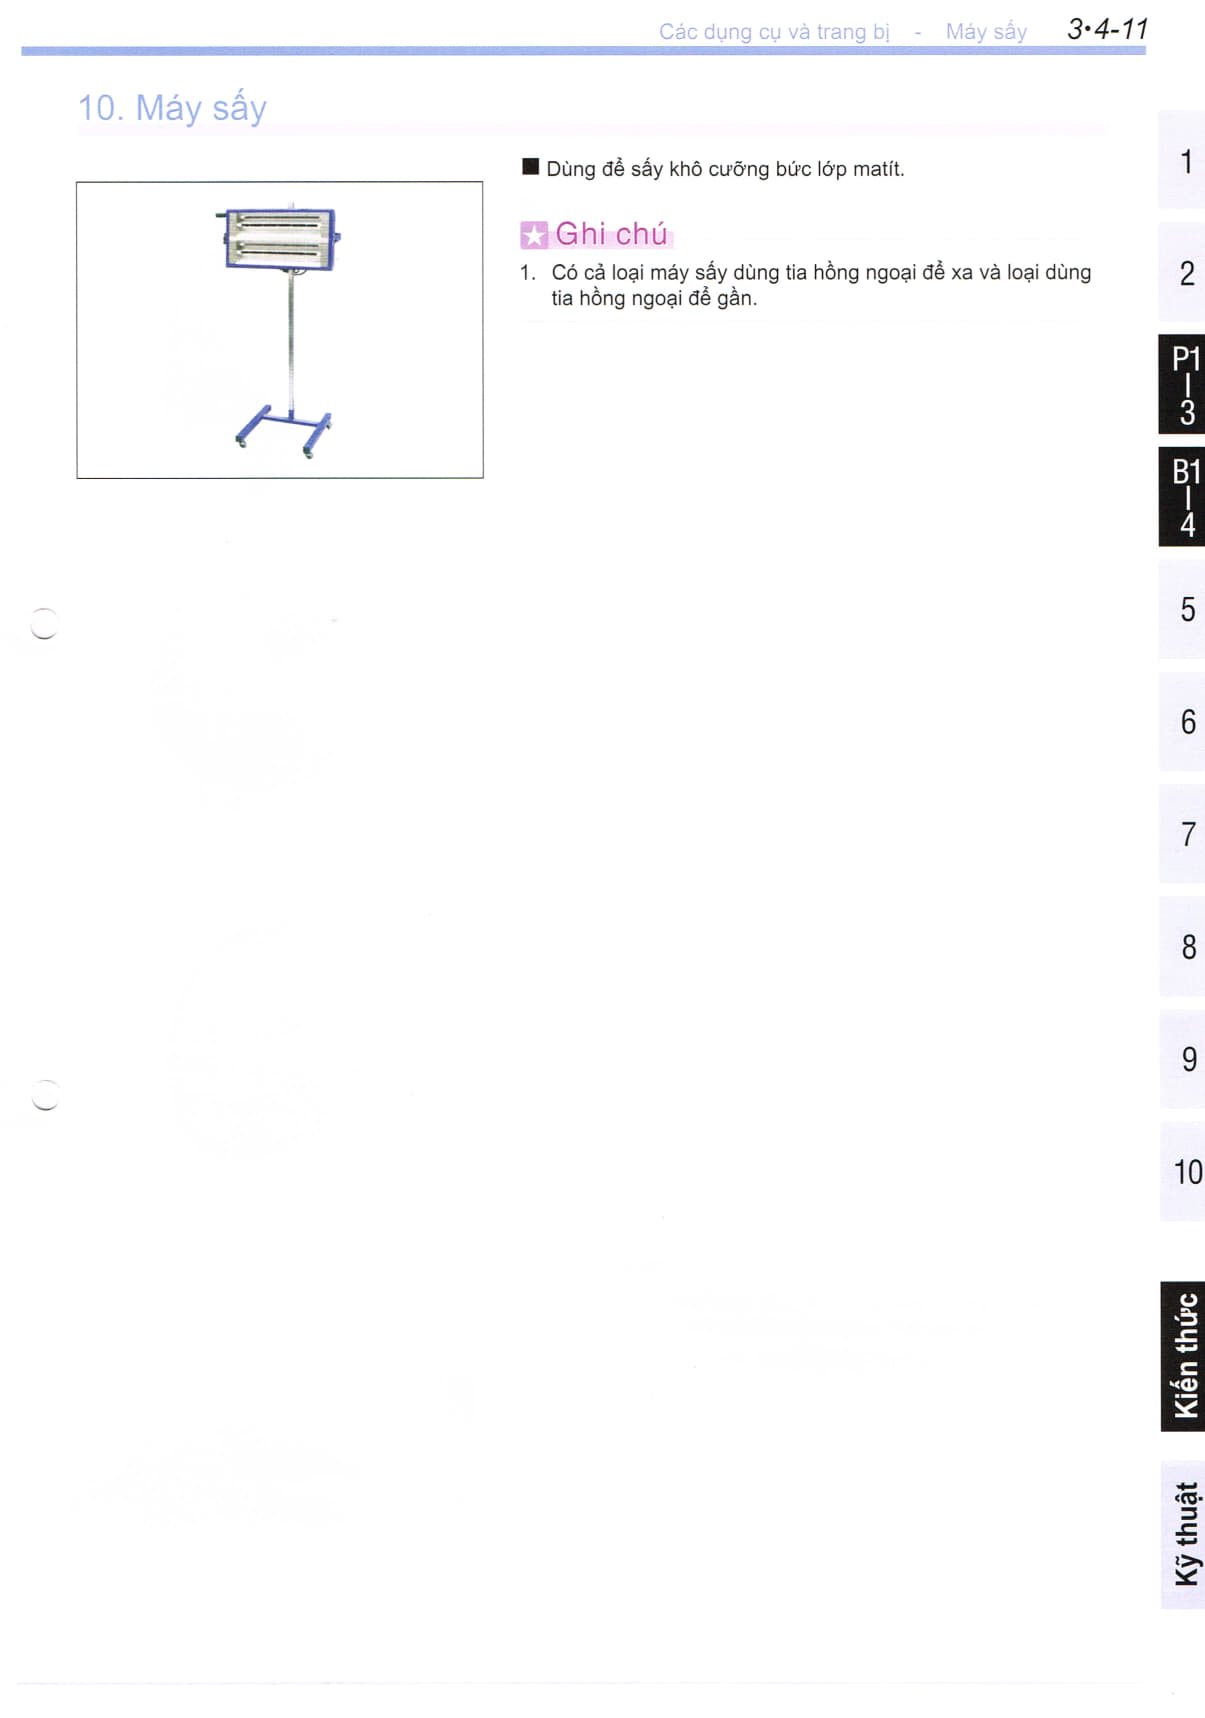 Các dụng cụ và trang bị - Máy sấy 3•4-11
10. Máy sấy
■ Dùng để sấy khô cưỡng bức lớp matít.
★ Ghi chú
1. Có cả loại máy sấy dùng tia hồng ngoại để xa và loại dùng
tia hồng ngoại để gần.
1
2
P1
|
3
B1
|
4
5
6
7
8
9
10
Kiến thức
Kỹ thuật